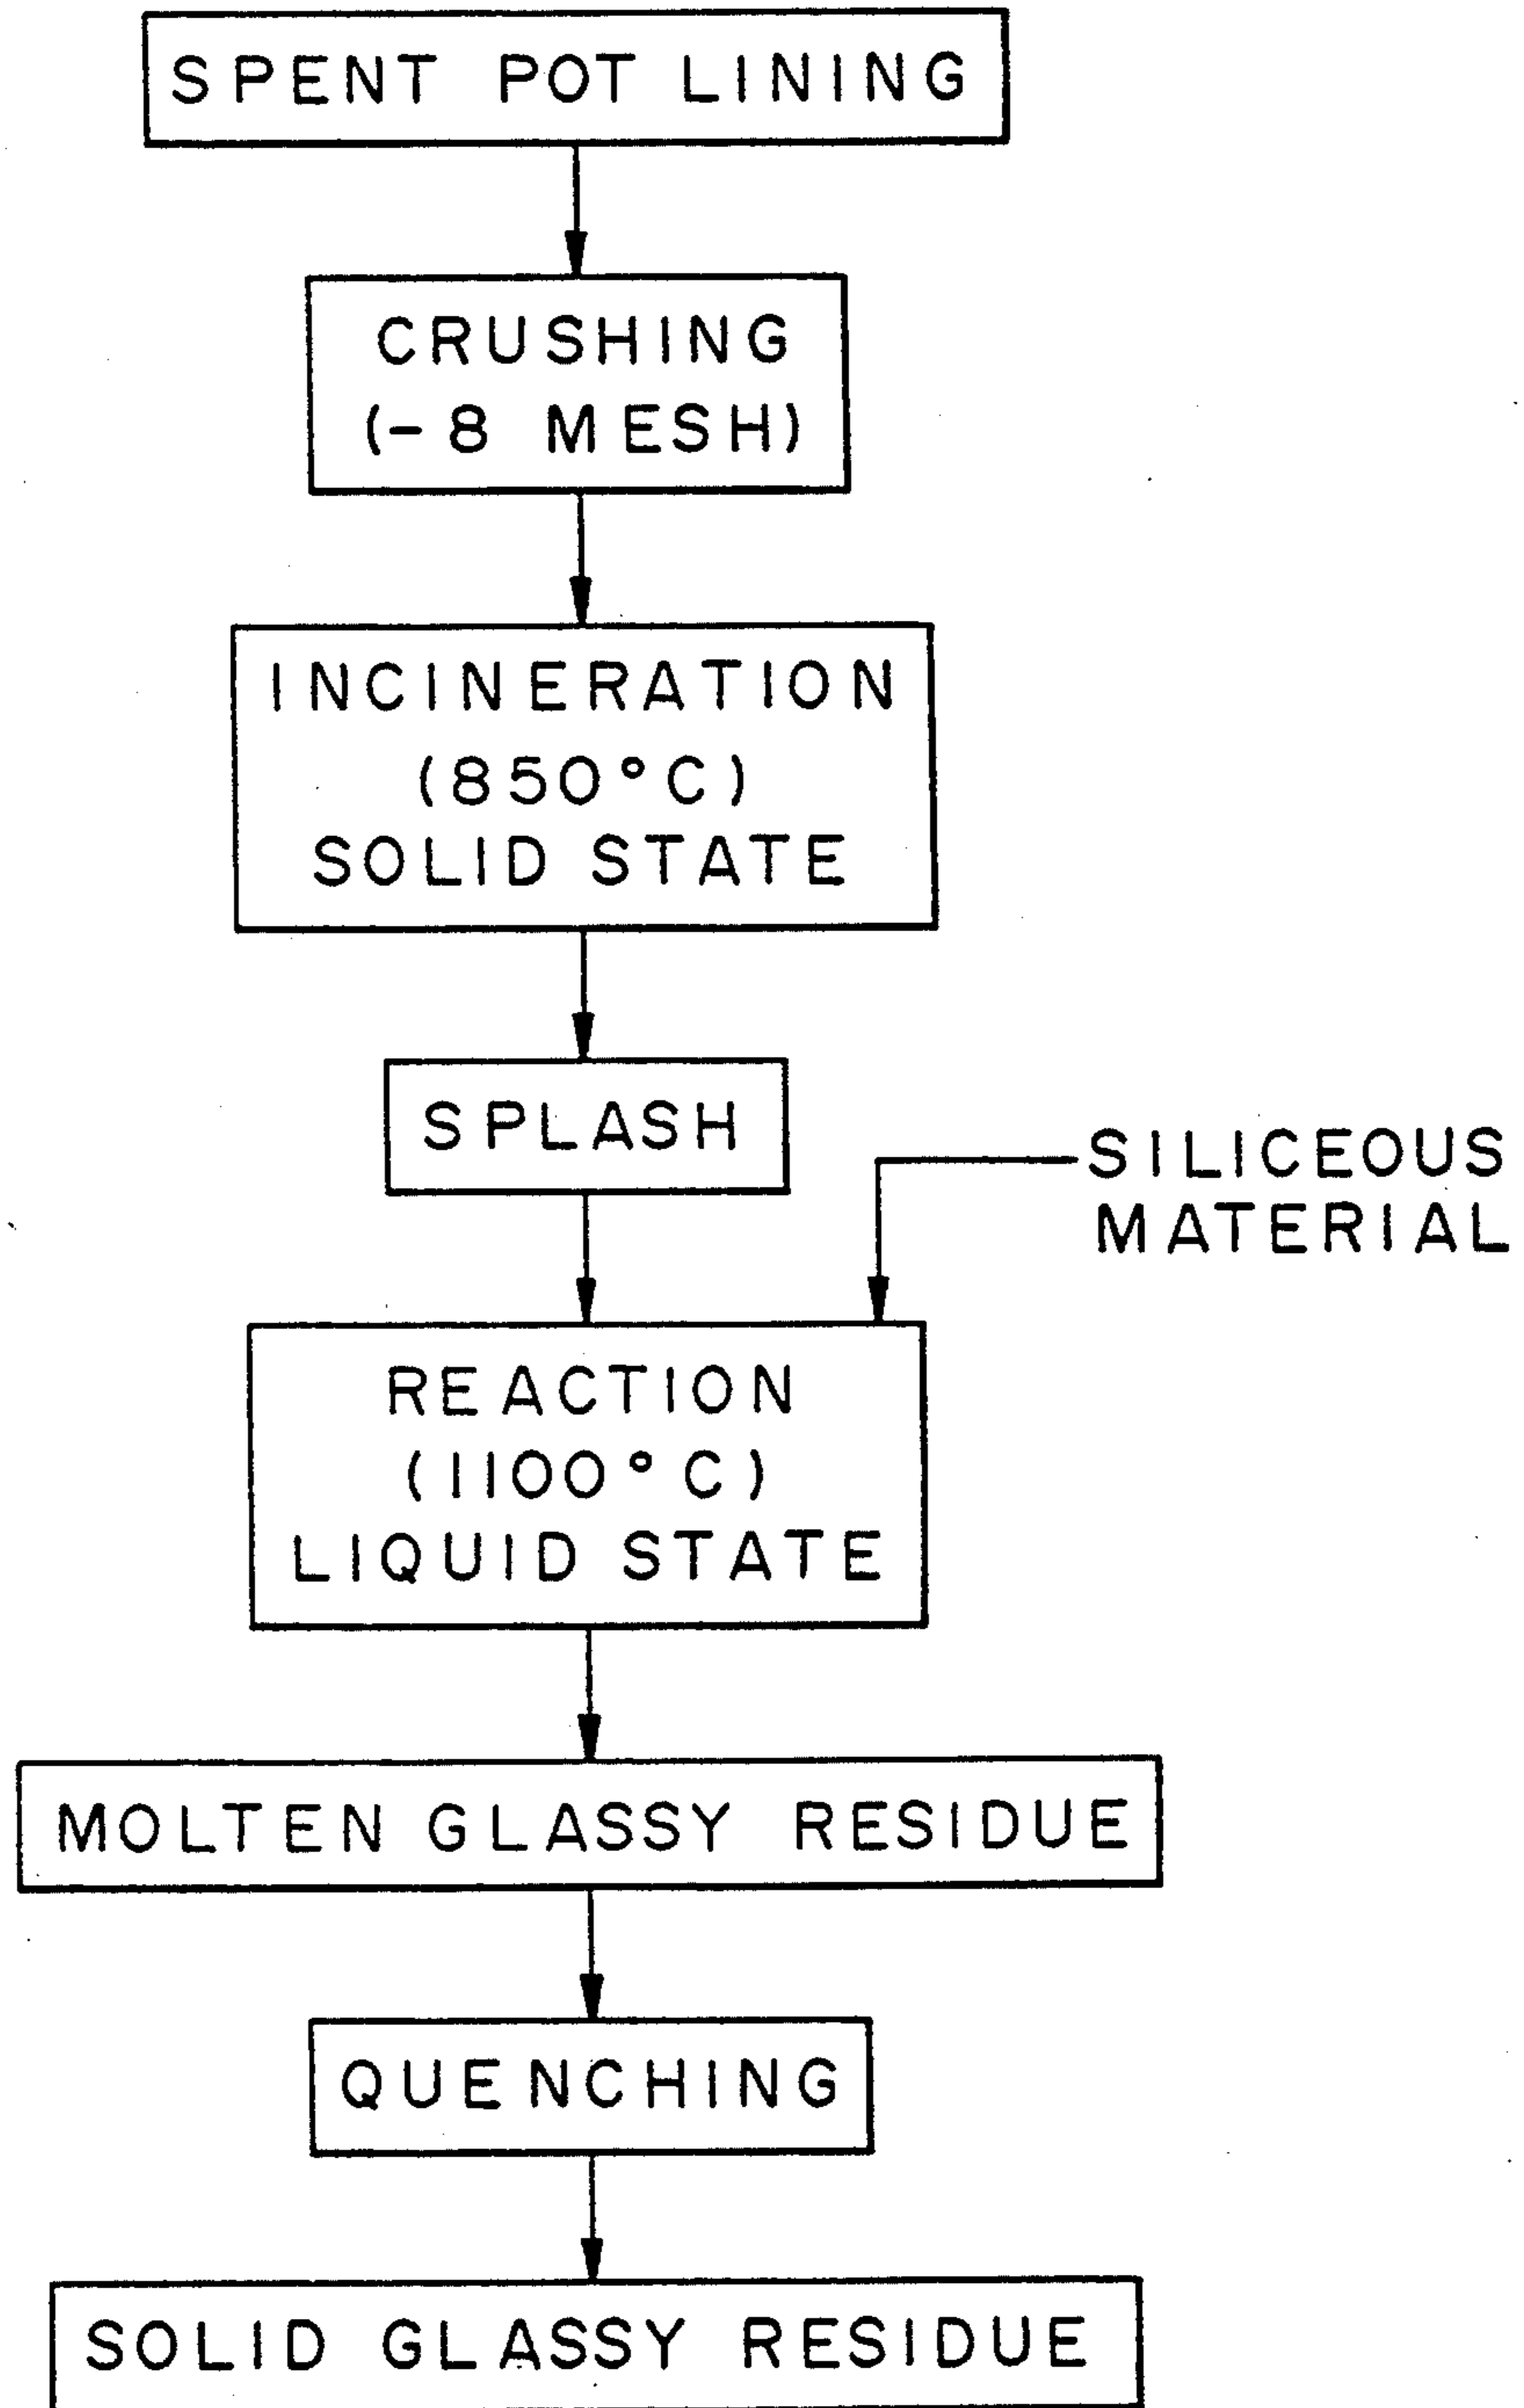 SPENT POT LINING
CRUSHING
(-8 MESH)
INCINERATION
(850°C)
SOLID STATE
SPLASH
SILICEOUS
MATERIAL
REACTION
(1100°C)
LIQUID STATE
MOLTEN GLASSY RESIDUE
QUENCHING
SOLID GLASSY RESIDUE